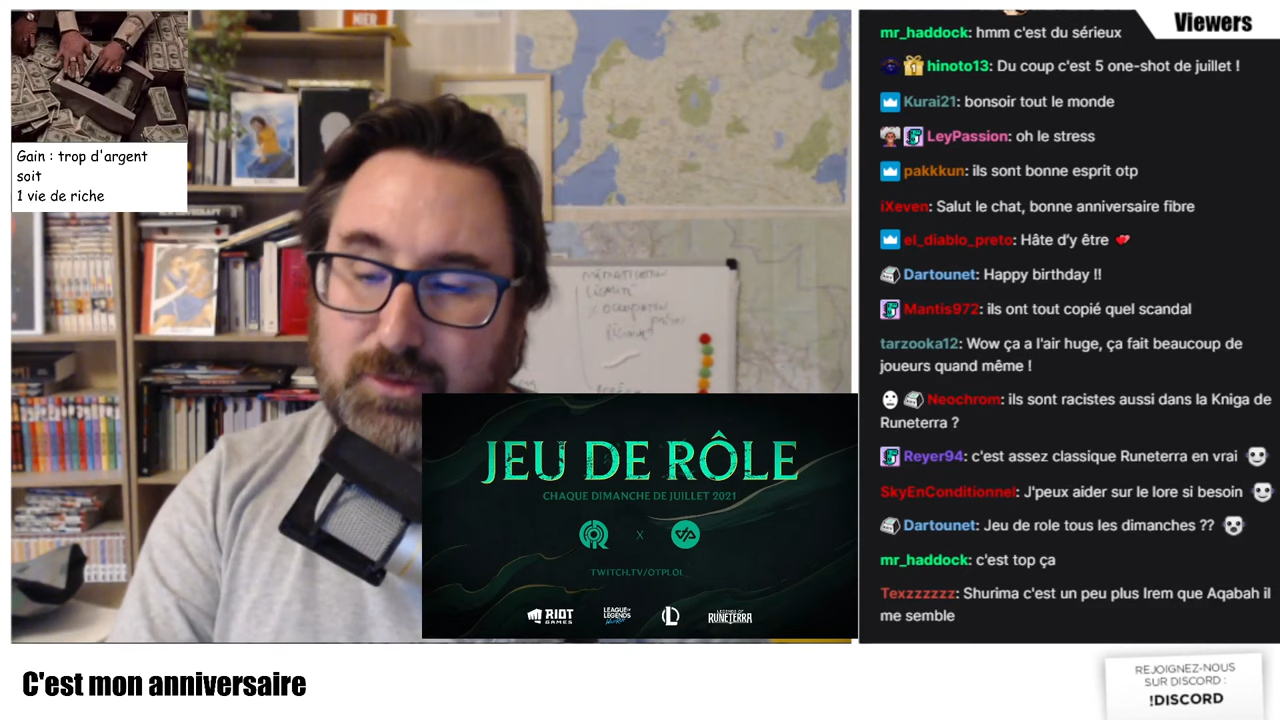 Gain : trop d'argent
soit
1 vie de riche
JEU DE RÔLE
CHAQUE DIMANCHE DE JUILLET 2021
X
TWITCH.TV/OTPLOL
RIOT
GAMES
LEAGUE OF
LEGENDS
LEGENDS OF
RUNETERRA
C'est mon anniversaire
Viewers
mr_haddock: hmm c'est du sérieux
hinoto13: Du coup c'est 5 one-shot de juillet !
Kurai21: bonsoir tout le monde
LeyPassion: oh le stress
pakkkun: ils sont bonne esprit otp
iXeven: Salut le chat, bonne anniversaire fibre
el_diablo_preto: Hâte d'y être
Dartounet: Happy birthday !!
Mantis972: ils ont tout copié quel scandal
tarzooka12: Wow ça a l'air huge, ça fait beaucoup de
joueurs quand même !
Neochrom: ils sont racistes aussi dans la Kniga de
Runeterra ?
Reyer94: c'est assez classique Runeterra en vrai
SkyEnConditionnel: J'peux aider sur le lore si besoin
Dartounet: Jeu de role tous les dimanches ??
mr_haddock: c'est top ça
Texzzzzzz: Shurima c'est un peu plus Irem que Aqabah il
me semble
REJOIGNEZ-NOUS
SUR DISCORD :
!DISCORD